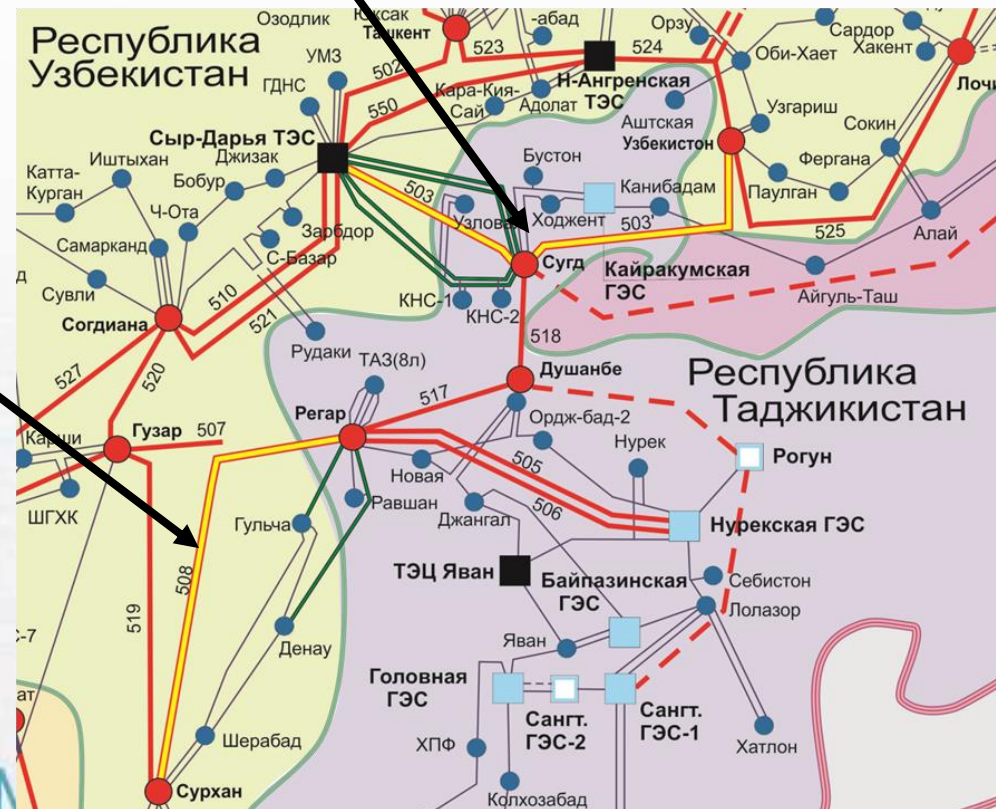 Озодлик
Юксак
Ташкент
-абад
Орзу
Сардор
Хакент
Республика
Узбекистан
УМЗ
ГДНС
502
523
524
Оби-Хает
550
Кара-Кия-
Сай
Адолат
Н-Ангренская
ТЭС
Аштская
Узгариш
Сокин
Сыр-Дарья ТЭС
Узбекистон
Иштыхан
Джизак
Катта-
Курган
Бобур
Бустон
Фергана
503
Канибадам
Паулган
Ч-Ота
Ходжент
503'
Зарбдор
525
Алай
Самарканд
С-Базар
Сугд
Кайракумская
ГЭС
Сувли
510
КНС-1
КНС-2
Айгуль-Таш
Согдиана
521
518
Рудаки
ТАЗ(8л)
527
520
Душанбе
Республика
Таджикистан
517
Регар
Орд​ж-бад-2
Карши
Гузар
507
Нурек
Рогун
505
Новая
ШГХК
Равшан
506
Гульча
Джангал
Нурекская ГЭС
508
ТЭЦ Яван
Байпазинская
ГЭС
Себистон
Лолазор
519
Денау
Яван
Головная
ГЭС
Сангт.
ГЭС-2
Сангт.
ГЭС-1
Шерабад
ХПФ
Хатлон
Сурхан
Колхозабад